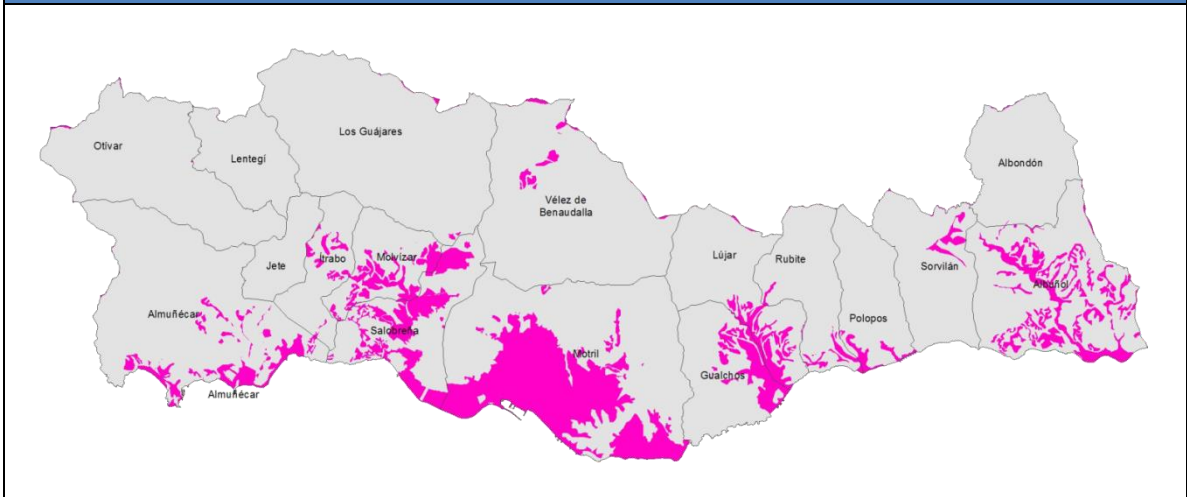 Otívar
Lentegí
Los Guájares
Vélez de
Benaudalla
Albondón
Jete
Itrabo
Molvízar
Lújar
Rubite
Sorvilán
Albuñol
Almuñécar
Salobreña
Motril
Polopos
Gualchos
Almuñécar